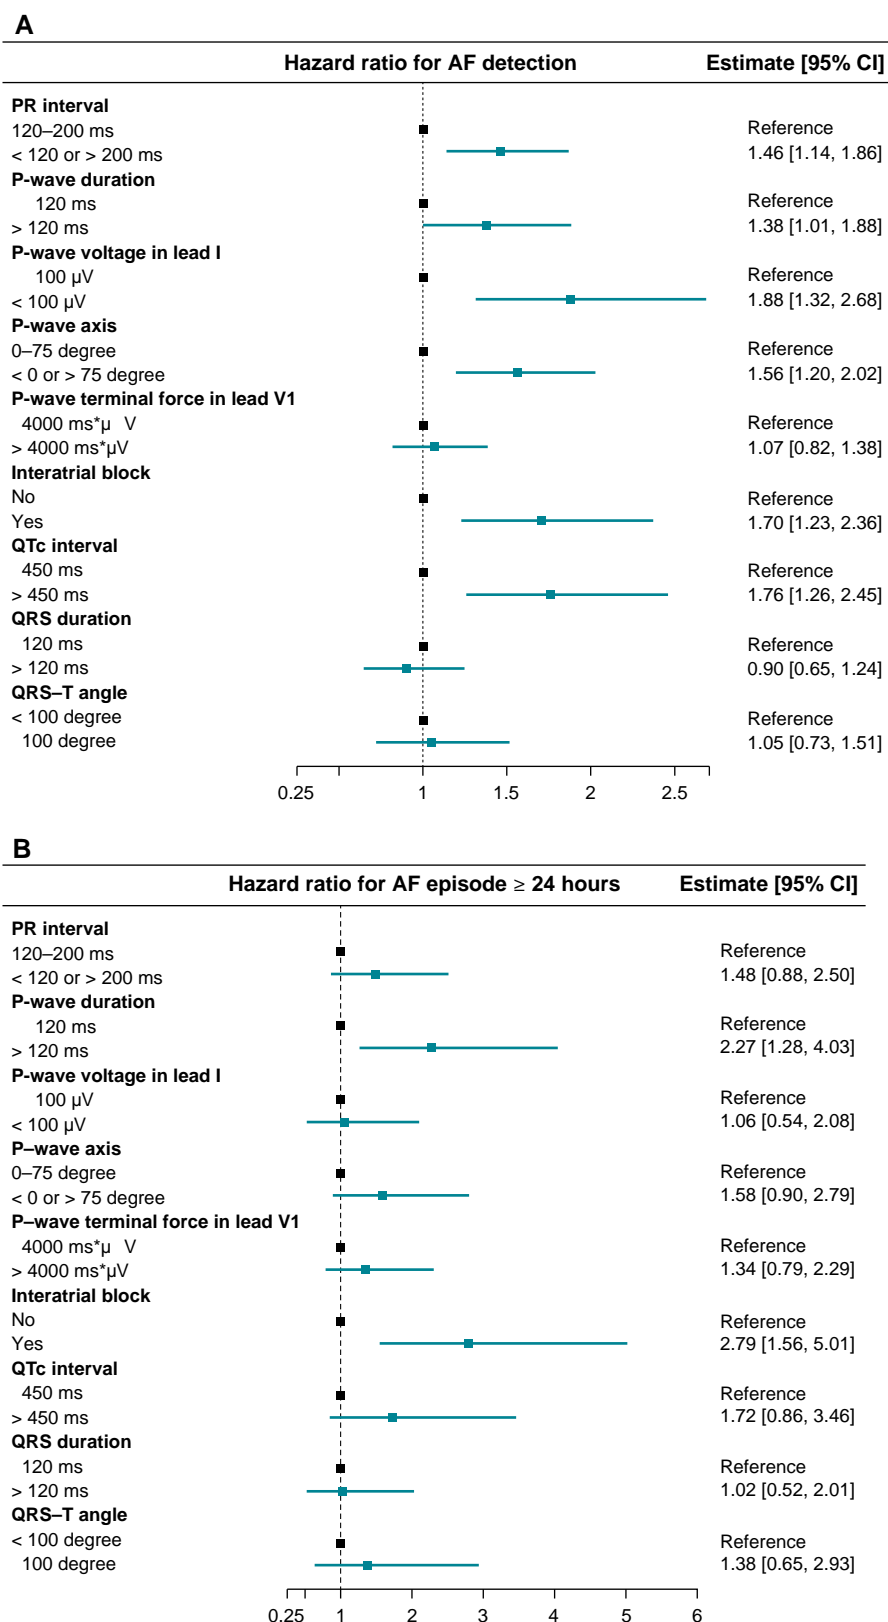 A
Hazard ratio for AF detection Estimate [95% CI]
PR interval
120–200 ms Reference
< 120 or > 200 ms 1.46 [1.14, 1.86]
P-wave duration
120 ms Reference
> 120 ms 1.38 [1.01, 1.88]
P-wave voltage in lead I
100 µV Reference
< 100 µV 1.88 [1.32, 2.68]
P-wave axis
0–75 degree Reference
< 0 or > 75 degree 1.56 [1.20, 2.02]
P-wave terminal force in lead V1
4000 ms*µ V Reference
> 4000 ms*µV 1.07 [0.82, 1.38]
Interatrial block
No Reference
Yes 1.70 [1.23, 2.36]
QTc interval
450 ms Reference
> 450 ms 1.76 [1.26, 2.45]
QRS duration
120 ms Reference
> 120 ms 0.90 [0.65, 1.24]
QRS–T angle
< 100 degree Reference
100 degree 1.05 [0.73, 1.51]
0.25 1 1.5 2 2.5
B
Hazard ratio for AF episode ≥ 24 hours Estimate [95% CI]
PR interval
120–200 ms Reference
< 120 or > 200 ms 1.48 [0.88, 2.50]
P-wave duration
120 ms Reference
> 120 ms 2.27 [1.28, 4.03]
P-wave voltage in lead I
100 µV Reference
< 100 µV 1.06 [0.54, 2.08]
P–wave axis
0–75 degree Reference
< 0 or > 75 degree 1.58 [0.90, 2.79]
P–wave terminal force in lead V1
4000 ms*µ V Reference
> 4000 ms*µV 1.34 [0.79, 2.29]
Interatrial block
No Reference
Yes 2.79 [1.56, 5.01]
QTc interval
450 ms Reference
> 450 ms 1.72 [0.86, 3.46]
QRS duration
120 ms Reference
> 120 ms 1.02 [0.52, 2.01]
QRS–T angle
< 100 degree Reference
100 degree 1.38 [0.65, 2.93]
0.25 1 2 3 4 5 6